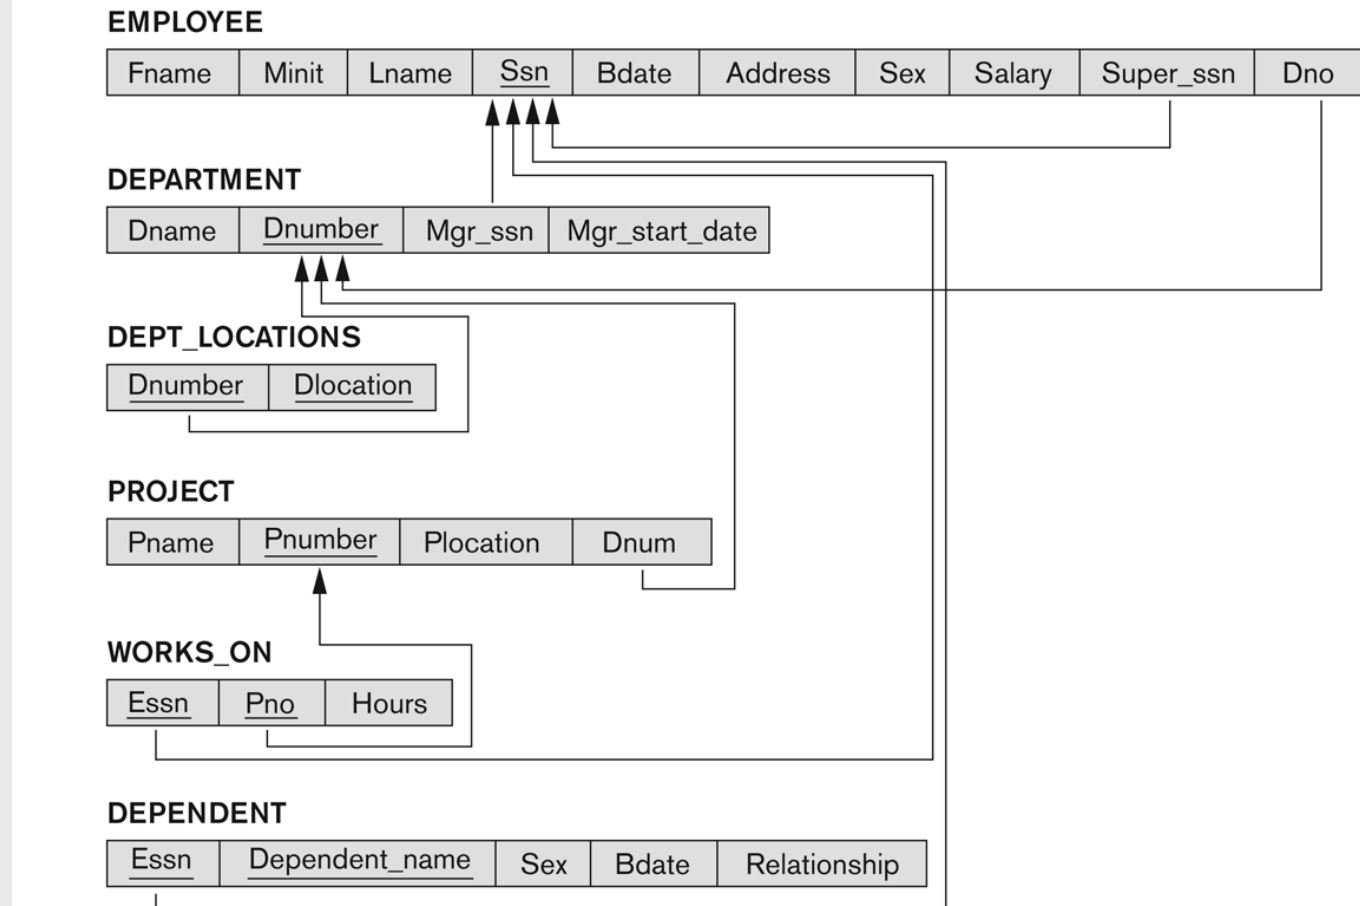 EMPLOYEE
Fname Minit Lname Ssn Bdate Address Sex Salary Super_ssn Dno
DEPARTMENT
Dname Dnumber Mgr_ssn Mgr_start_date
DEPT_LOCATIONS
Dnumber Dlocation
PROJECT
Pname Pnumber Plocation Dnum
WORKS_ON
Essn Pno Hours
DEPENDENT
Essn Dependent_name Sex Bdate Relationship